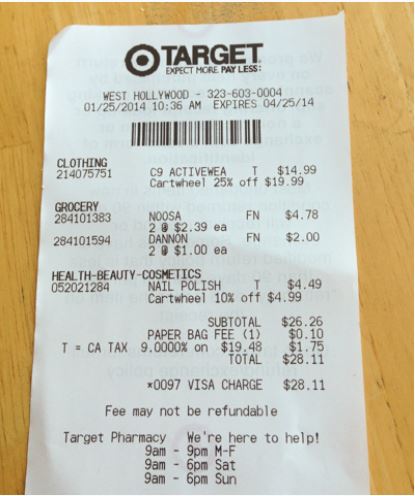 TARGET
EXPECT MORE. PAY LESS.
WEST HOLLYWOOD - 323-603-0004
01/25/2014 10:36 AM EXPIRES 04/25/14
CLOTHING
214075751 C9 ACTIVEWEA T $14.99
Cartwheel 25% off $19.99
GROCERY
284101383 NOOSA FN $4.78
2 @ $2.39 ea
284101594 DANNON FN $2.00
2 @ $1.00 ea
HEALTH-BEAUTY-COSMETICS
052021284 NAIL POLISH T $4.49
Cartwheel 10% off $4.99
SUBTOTAL $26.26
PAPER BAG FEE (1) $0.10
T = CA TAX 9.0000% on $19.48 $1.75
TOTAL $28.11
*0097 VISA CHARGE $28.11
Fee may not be refundable
Target Pharmacy We're here to help!
9am - 9pm M-F
9am - 6pm Sat
9am - 6pm Sun